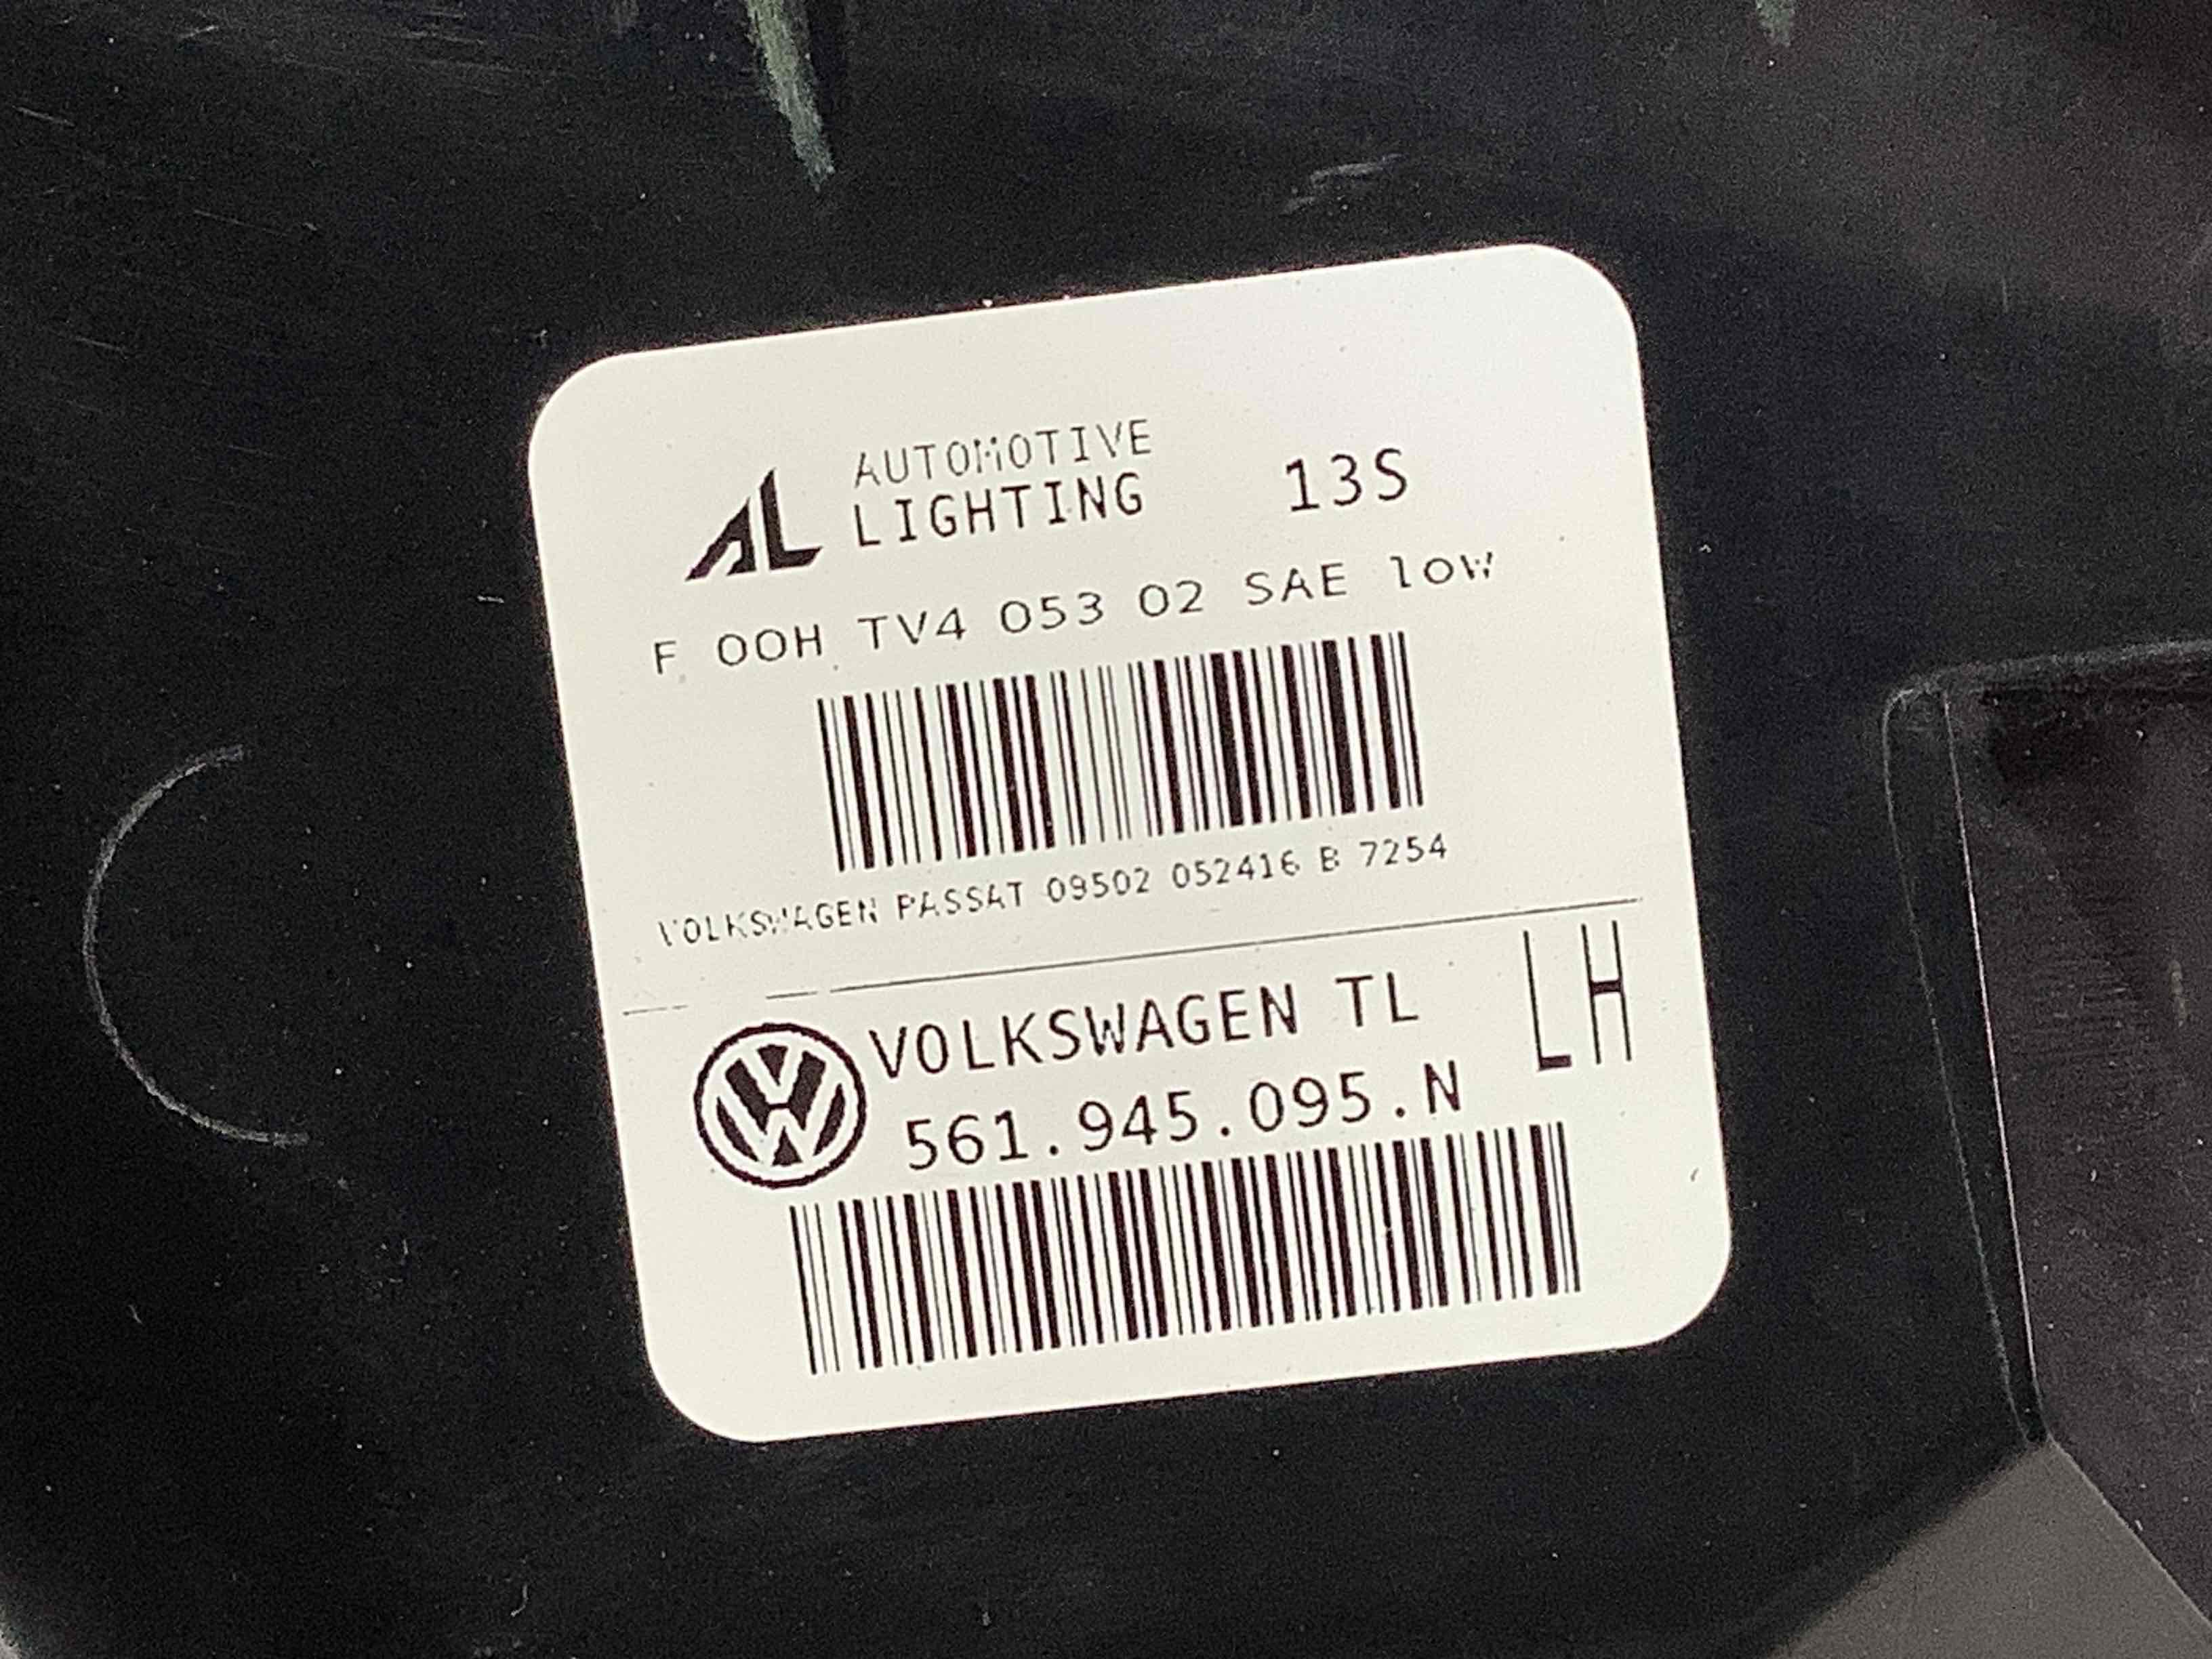 AL AUTOMOTIVE
LIGHTING 13S
F 00H TV4 053 02 SAE low
VOLKSWAGEN PASSAT 09502 052416 B 7254
VOLKSWAGEN TL LH
561.945.095.N